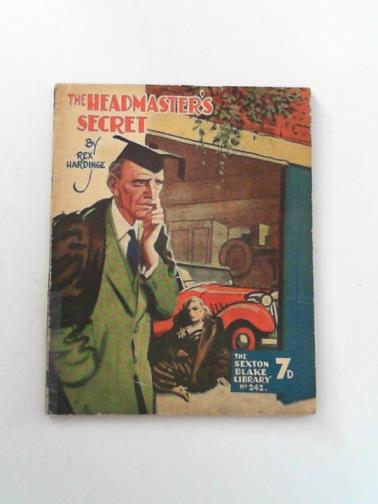 THE HEADMASTER'S
SECRET
By
REX
HARDINGE
THE
SEXTON
BLAKE
LIBRARY
No 242.
7D